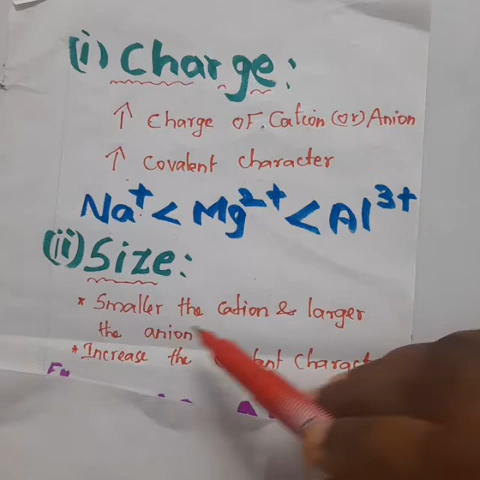 (i) Charge:
↑ Charge of Cation (or) Anion
↑ Covalent character
Na⁺ < Mg²⁺ < Al³⁺
(ii) Size:
* Smaller the cation & larger
the anion
* Increase the